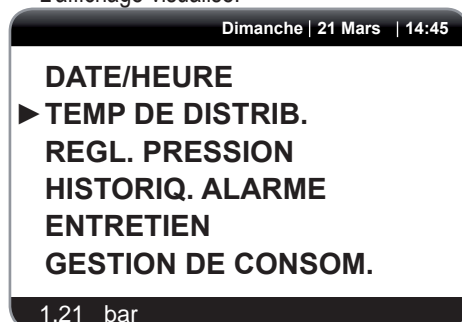 L'affichage visualise:
Dimanche | 21 Mars | 14:45
DATE/HEURE
►TEMP DE DISTRIB.
REGL. PRESSION
HISTORIQ. ALARME
ENTRETIEN
GESTION DE CONSOM.
1,21 bar